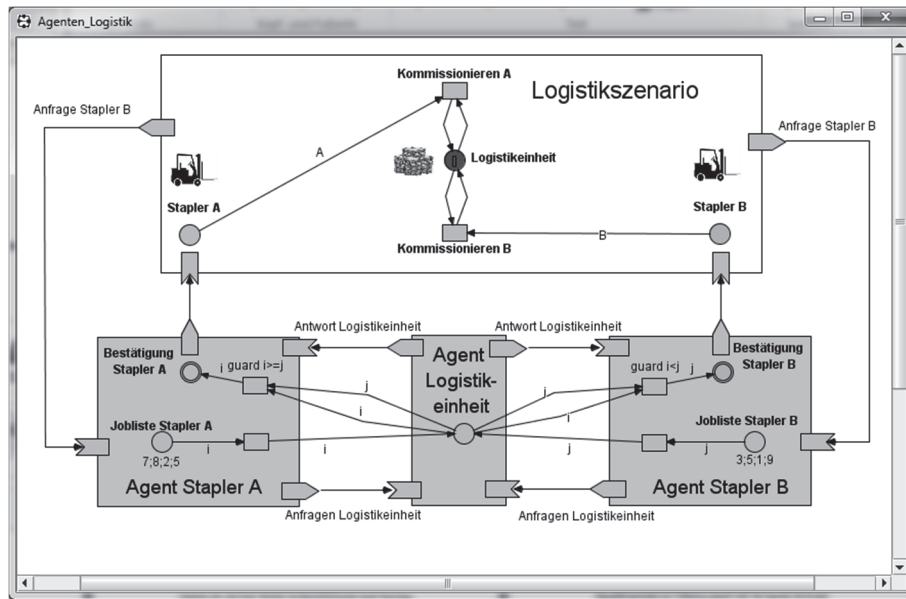 Agenten_Logistik
Kommissionieren A
Logistikszenario
Anfrage Stapler B
Anfrage Stapler B
A
Logistikeinheit
Stapler A
Stapler B
B
Kommissionieren B
Antwort Logistikeinheit
Antwort Logistikeinheit
Bestätigung
Stapler A
Agent
Logistik-
einheit
Bestätigung
Stapler B
i guard i>=j
guard i<j j
j
j
i
i
Jobliste Stapler A
Jobliste Stapler B
i
i
j
j
7;8;2;5
3;5;1;9
Agent Stapler A
Agent Stapler B
Anfragen Logistikeinheit
Anfragen Logistikeinheit